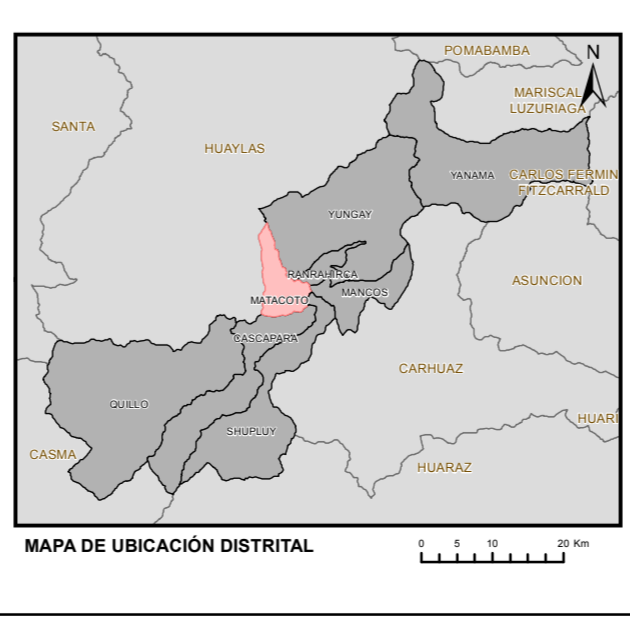 POMABAMBA
N
MARISCAL
LUZURIAGA
SANTA
HUAYLAS
YANAMA
CARLOS FERMIN
FITZCARRALD
YUNGAY
RANRAHIRCA
ASUNCION
MANCOS
MATACOTO
CASCAPARA
CARHUAZ
QUILLO
HUARI
SHUPLUY
CASMA
HUARAZ
MAPA DE UBICACIÓN DISTRITAL
0 5 10 20 Km